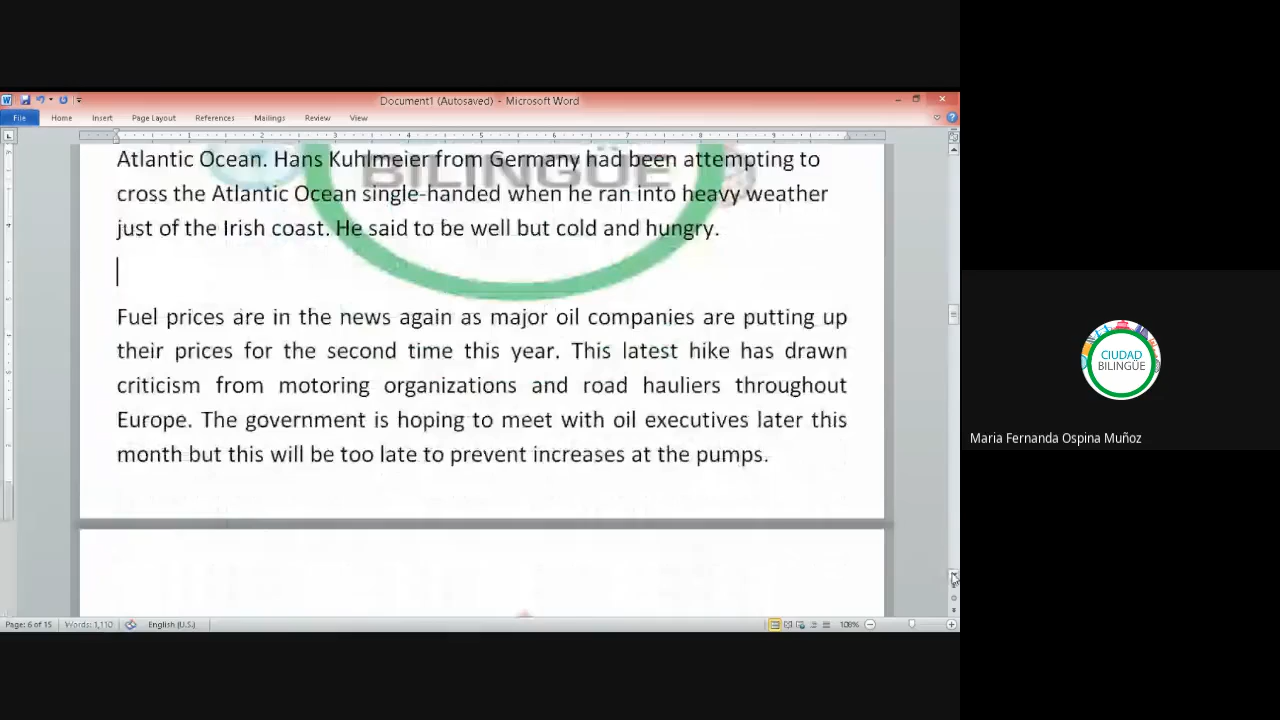 Document1 (Autosaved) - Microsoft Word
File Home Insert Page Layout References Mailings Review View
Atlantic Ocean. Hans Kuhlmeier from Germany had been attempting to
cross the Atlantic Ocean single-handed when he ran into heavy weather
just of the Irish coast. He said to be well but cold and hungry.
BILINGÜE
Fuel prices are in the news again as major oil companies are putting up
their prices for the second time this year. This latest hike has drawn
criticism from motoring organizations and road hauliers throughout
Europe. The government is hoping to meet with oil executives later this
month but this will be too late to prevent increases at the pumps.
Page: 6 of 15 Words: 1,110 English (U.S.) 108%
CIUDAD
BILINGÜE
Maria Fernanda Ospina Muñoz